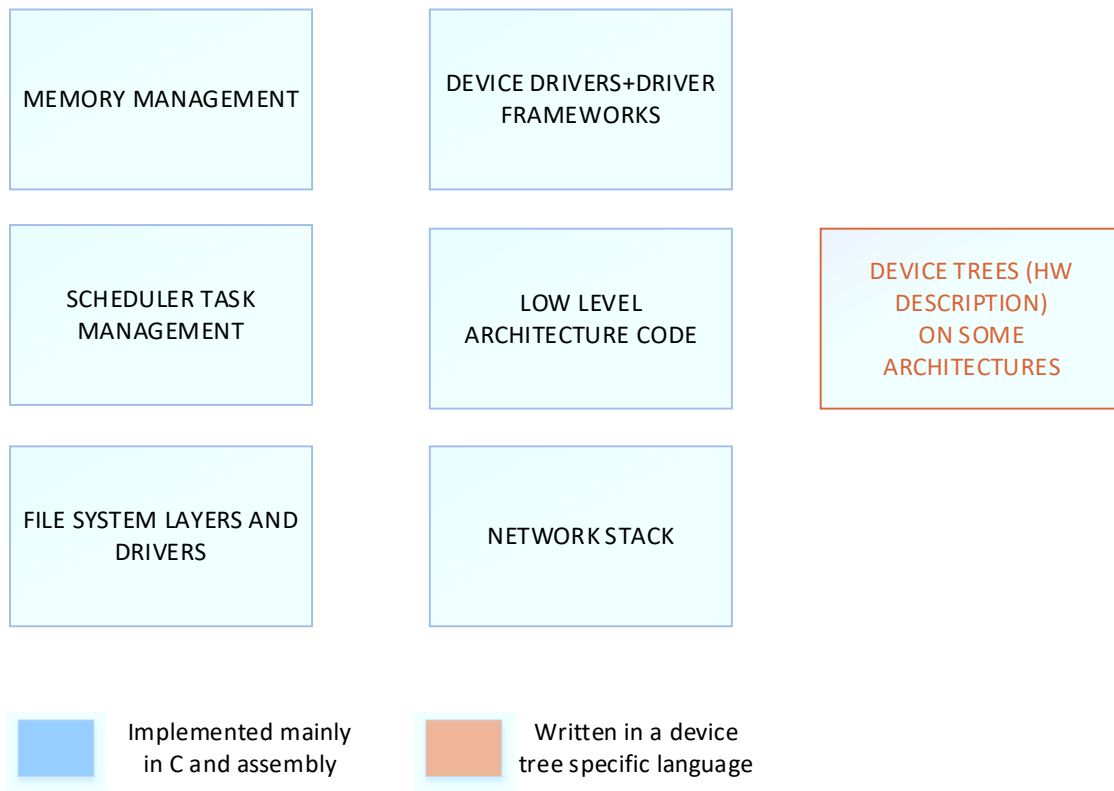 MEMORY MANAGEMENT
DEVICE DRIVERS+DRIVER
FRAMEWORKS
SCHEDULER TASK
MANAGEMENT
LOW LEVEL
ARCHITECTURE CODE
DEVICE TREES (HW
DESCRIPTION)
ON SOME
ARCHITECTURES
FILE SYSTEM LAYERS AND
DRIVERS
NETWORK STACK
Implemented mainly
in C and assembly
Written in a device
tree specific language